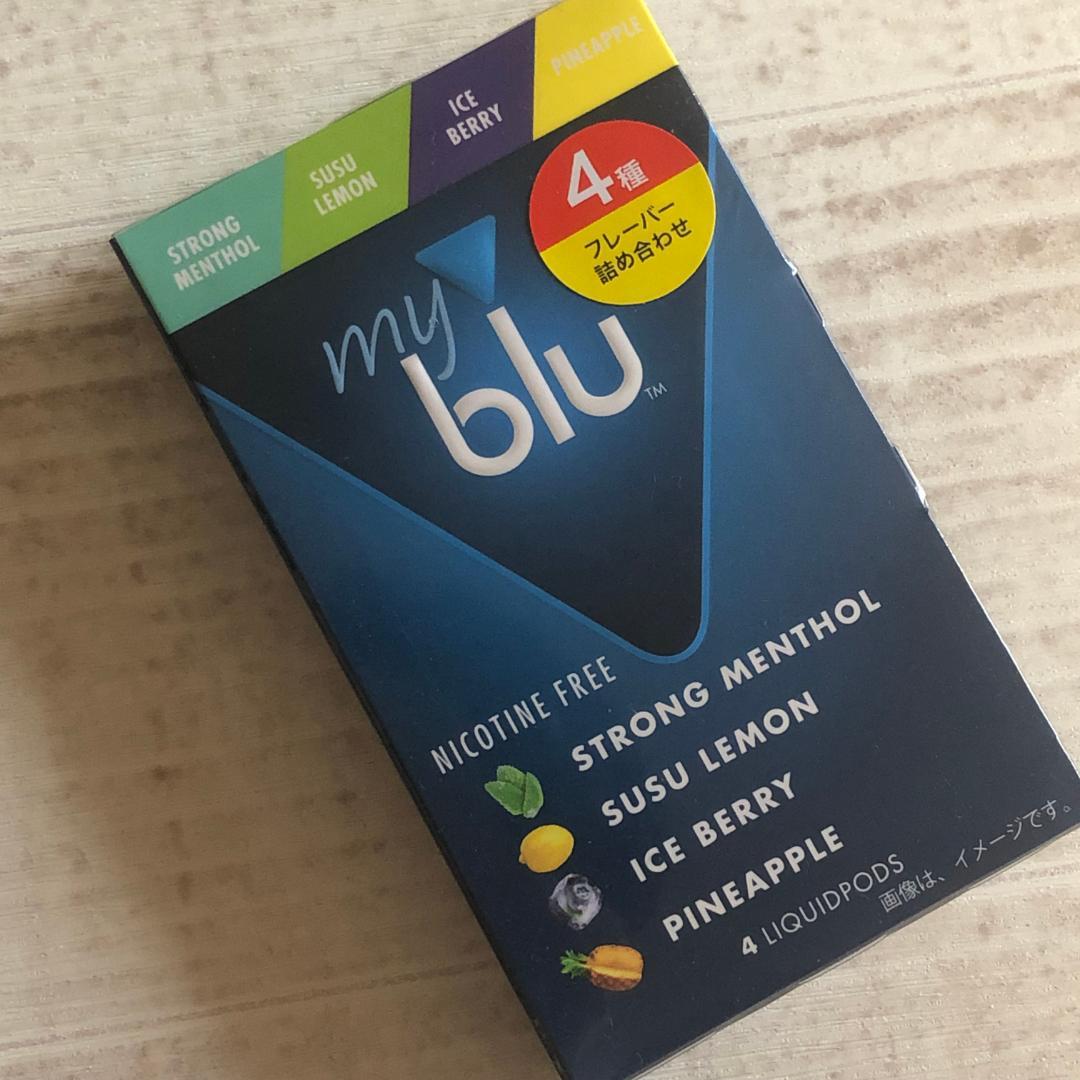 STRONG
MENTHOL
SUSU
LEMON
ICE
BERRY
PINEAPPLE
4種
フレーバー
詰め合わせ
my
blu™
NICOTINE FREE
STRONG MENTHOL
SUSU LEMON
ICE BERRY
PINEAPPLE
4 LIQUIDPODS
画像は、イメージです。